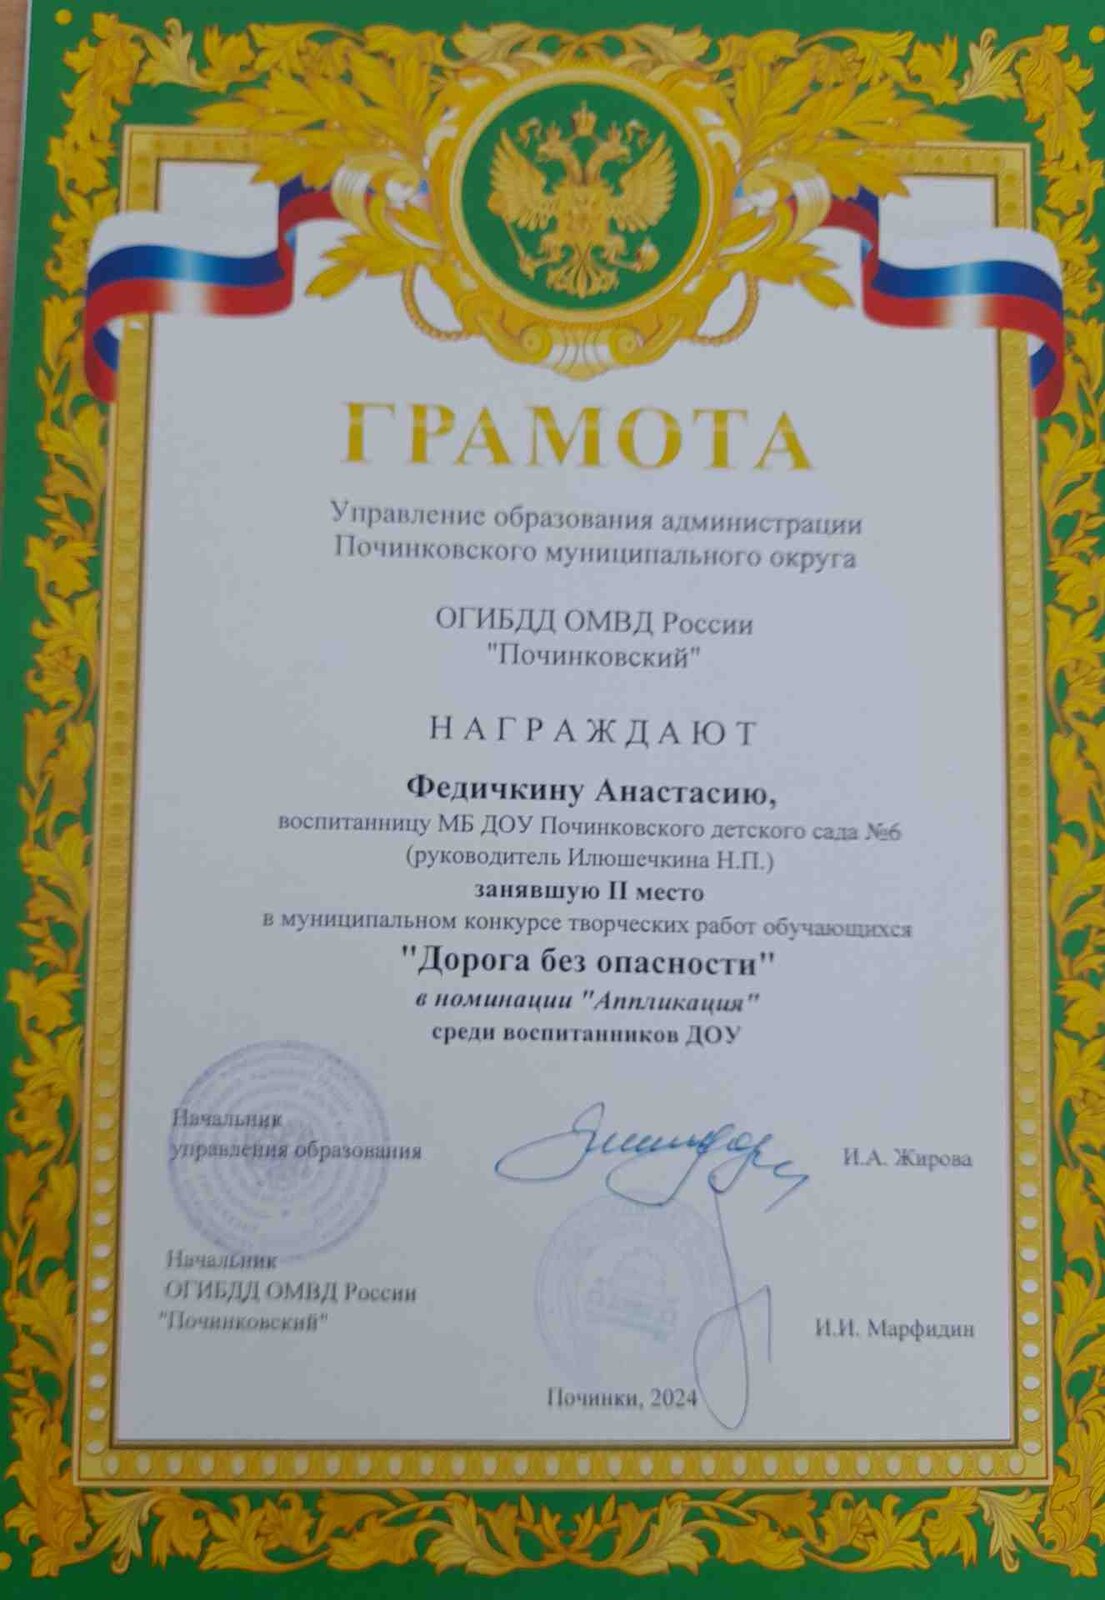 ГРАМОТА
Управление образования администрации
Починковского муниципального округа
ОГИБДД ОМВД России
"Починковский"
НАГРАЖДАЮТ
Федичкину Анастасию,
воспитанницу МБ ДОУ Починковского детского сада №6
(руководитель Илюшечкина Н.П.)
занявшую II место
в муниципальном конкурсе творческих работ обучающихся
"Дорога без опасности"
в номинации "Аппликация"
среди воспитанников ДОУ
Начальник
управления образования
И.А. Жирова
Начальник
ОГИБДД ОМВД России
"Починковский"
И.И. Марфидин
Починки, 2024